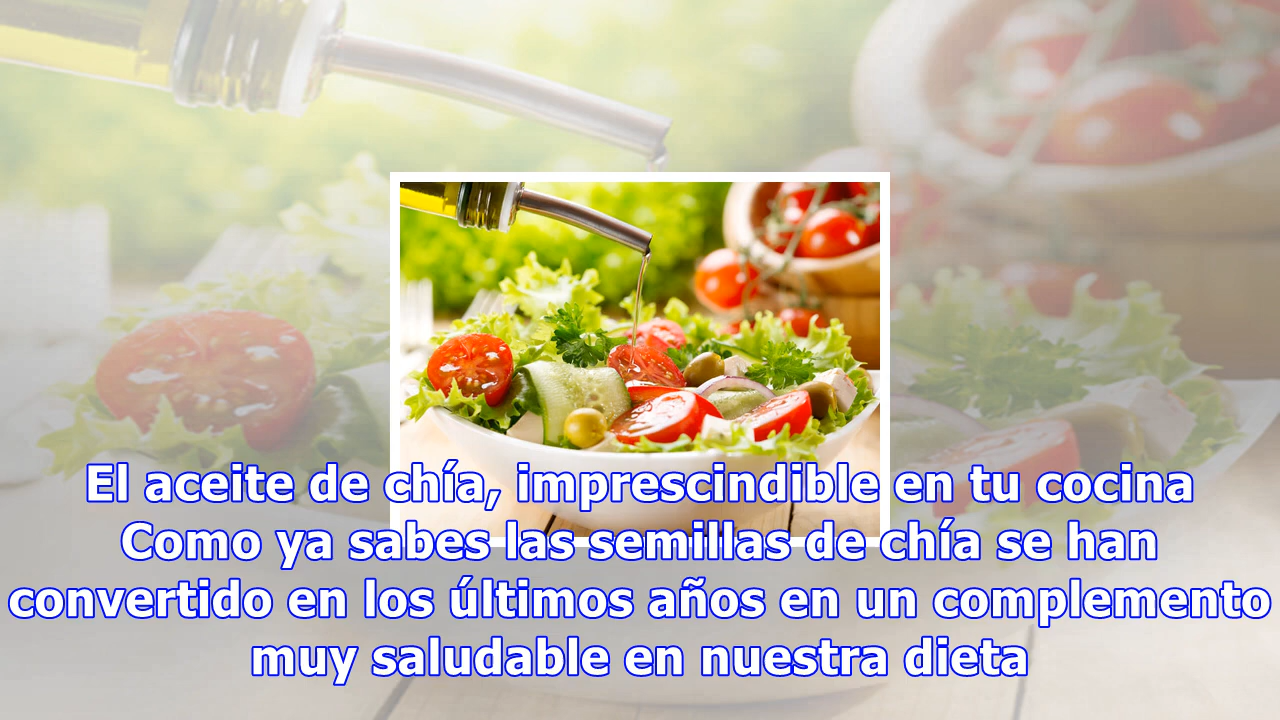 El aceite de chía, imprescindible en tu cocina
Como ya sabes las semillas de chía se han
convertido en los últimos años en un complemento
muy saludable en nuestra dieta